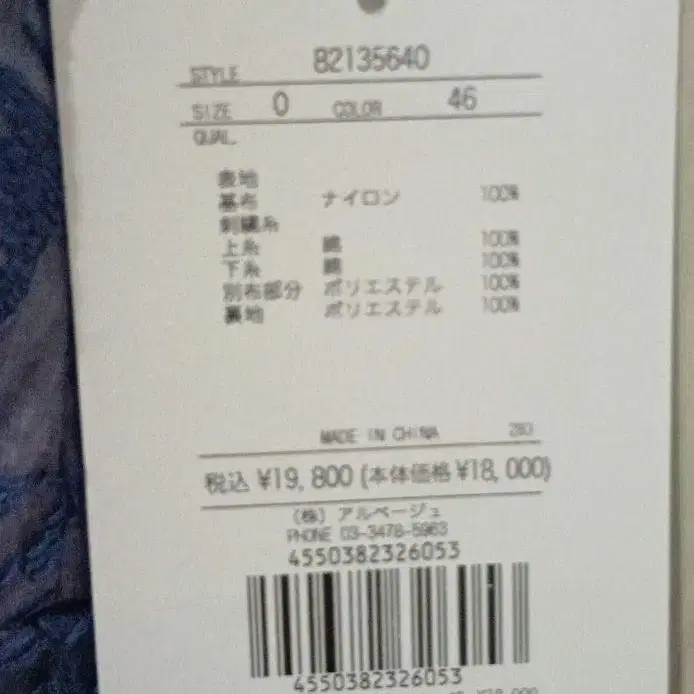 STYLE 82135640
SIZE 0 COLOR 46
QUAL.
表地
基布 ナイロン 100%
刺繍糸
上糸 綿 100%
下糸 綿 100%
別布部分 ポリエステル 100%
裏地 ポリエステル 100%
MADE IN CHINA 283
税込 ¥19,800 (本体価格 ¥18,000)
(株) アルページュ
PHONE 03-3478-5963
4550382326053
4550382326053